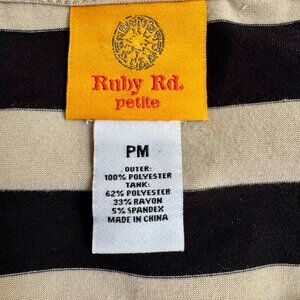 Ruby Rd.
petite
PM
OUTER:
100% POLYESTER
TANK:
62% POLYESTER
33% RAYON
5% SPANDEX
MADE IN CHINA